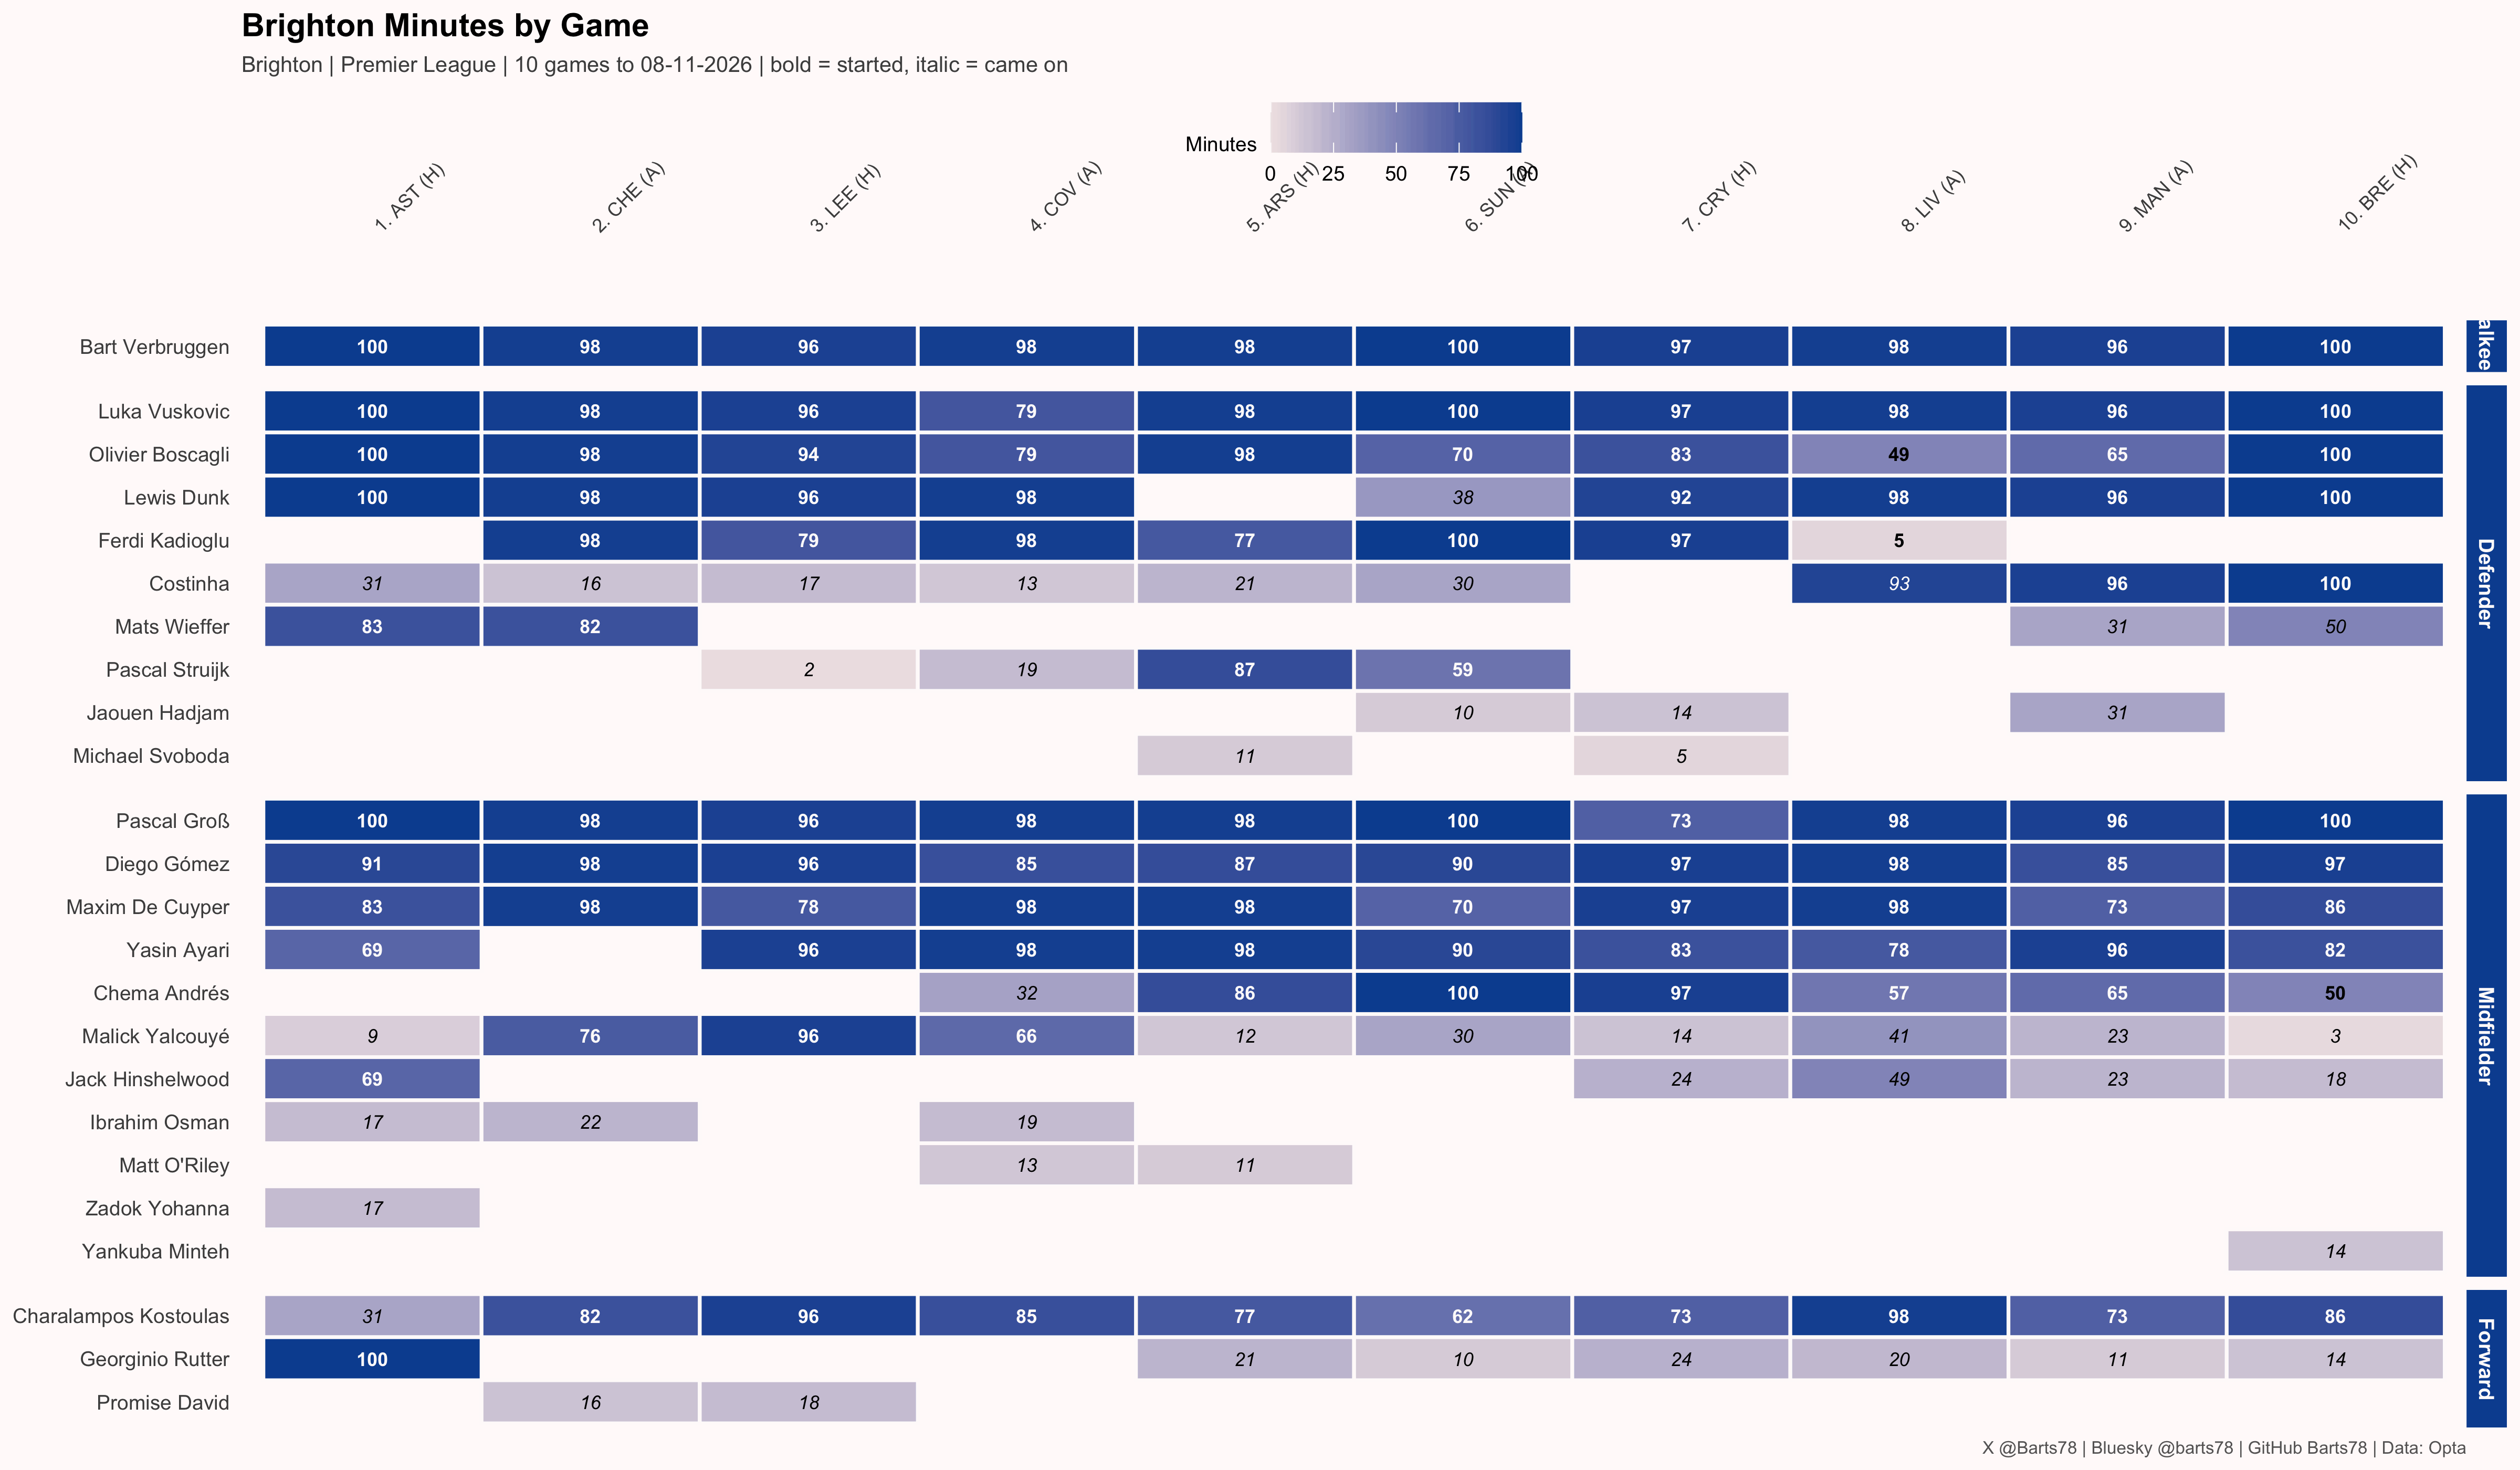 Brighton Minutes by Game
Brighton | Premier League | 10 games to 08-11-2026 | bold = started, italic = came on
Minutes
0 25 50 75 100
1. AST (H) 2. CHE (A) 3. LEE (H) 4. COV (A) 5. ARS (H) 6. SUN (A) 7. CRY (H) 8. LIV (A) 9. MAN (A) 10. BRE (H)
Bart Verbruggen 100 98 96 98 98 100 97 98 96 100
alkee
Luka Vuskovic 100 98 96 79 98 100 97 98 96 100
Olivier Boscagli 100 98 94 79 98 70 83 49 65 100
Lewis Dunk 100 98 96 98 38 92 98 96 100
Ferdi Kadioglu 98 79 98 77 100 97 5
Costinha 31 16 17 13 21 30 93 96 100
Mats Wieffer 83 82 31 50
Pascal Struijk 2 19 87 59
Jaouen Hadjam 10 14 31
Michael Svoboda 11 5
Defender
Pascal Groß 100 98 96 98 98 100 73 98 96 100
Diego Gómez 91 98 96 85 87 90 97 98 85 97
Maxim De Cuyper 83 98 78 98 98 70 97 98 73 86
Yasin Ayari 69 96 98 98 90 83 78 96 82
Chema Andrés 32 86 100 97 57 65 50
Malick Yalcouyé 9 76 96 66 12 30 14 41 23 3
Jack Hinshelwood 69 24 49 23 18
Ibrahim Osman 17 22 19
Matt O'Riley 13 11
Zadok Yohanna 17
Yankuba Minteh 14
Midfielder
Charalampos Kostoulas 31 82 96 85 77 62 73 98 73 86
Georginio Rutter 100 21 10 24 20 11 14
Promise David 16 18
Forward
X @Barts78 | Bluesky @barts78 | GitHub Barts78 | Data: Opta